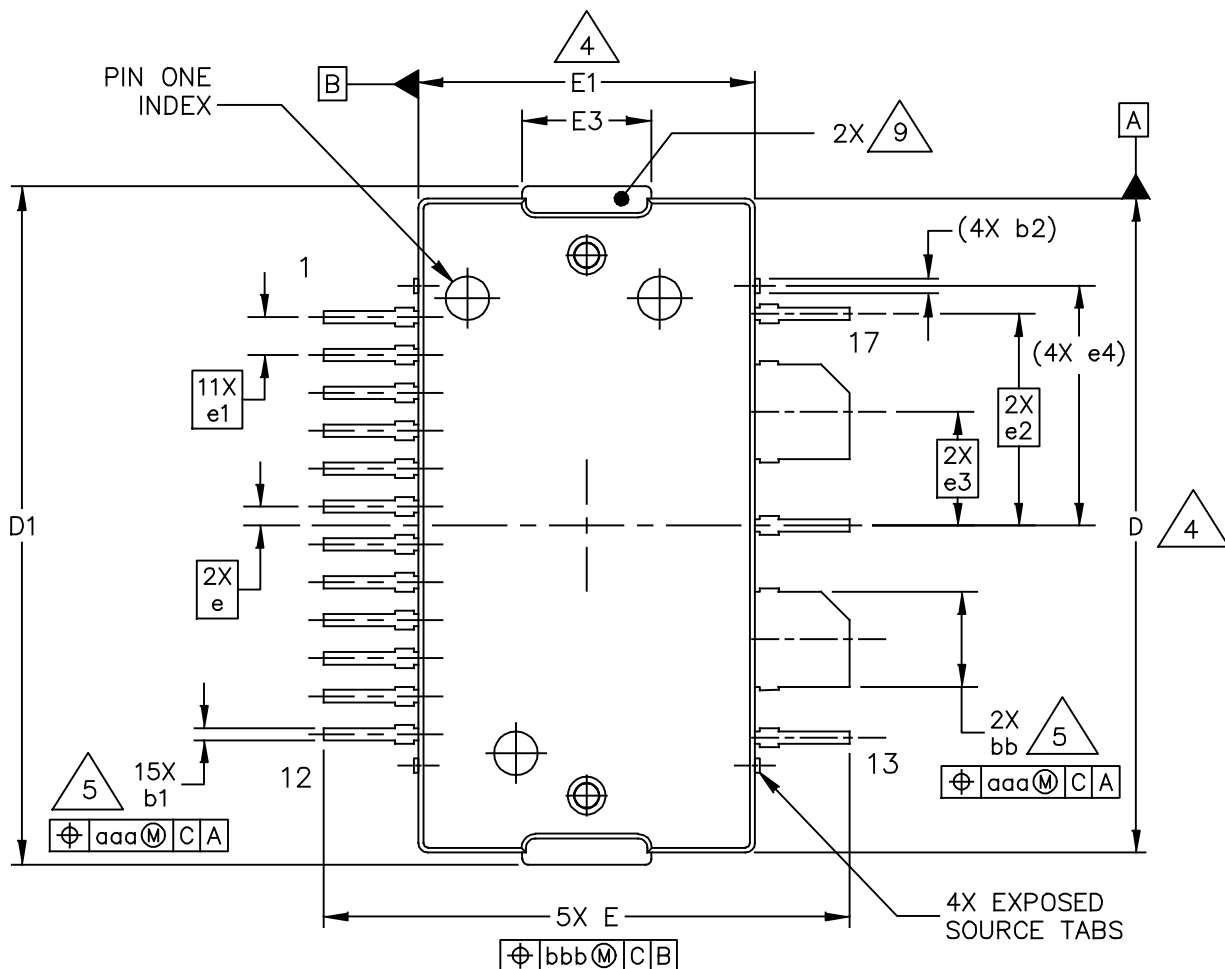 4
PIN ONE
INDEX
B
E1
E3
2X 9
A
(4X b2)
1
17
(4X e4)
11X
e1
2X
e2
2X
e3
D1
D 4
2X
e
2X
bb 5
5 15X
b1
12
13
⌖ aaa Ⓜ C A
⌖ aaa Ⓜ C A
5X E
4X EXPOSED
SOURCE TABS
⌖ bbb Ⓜ C B